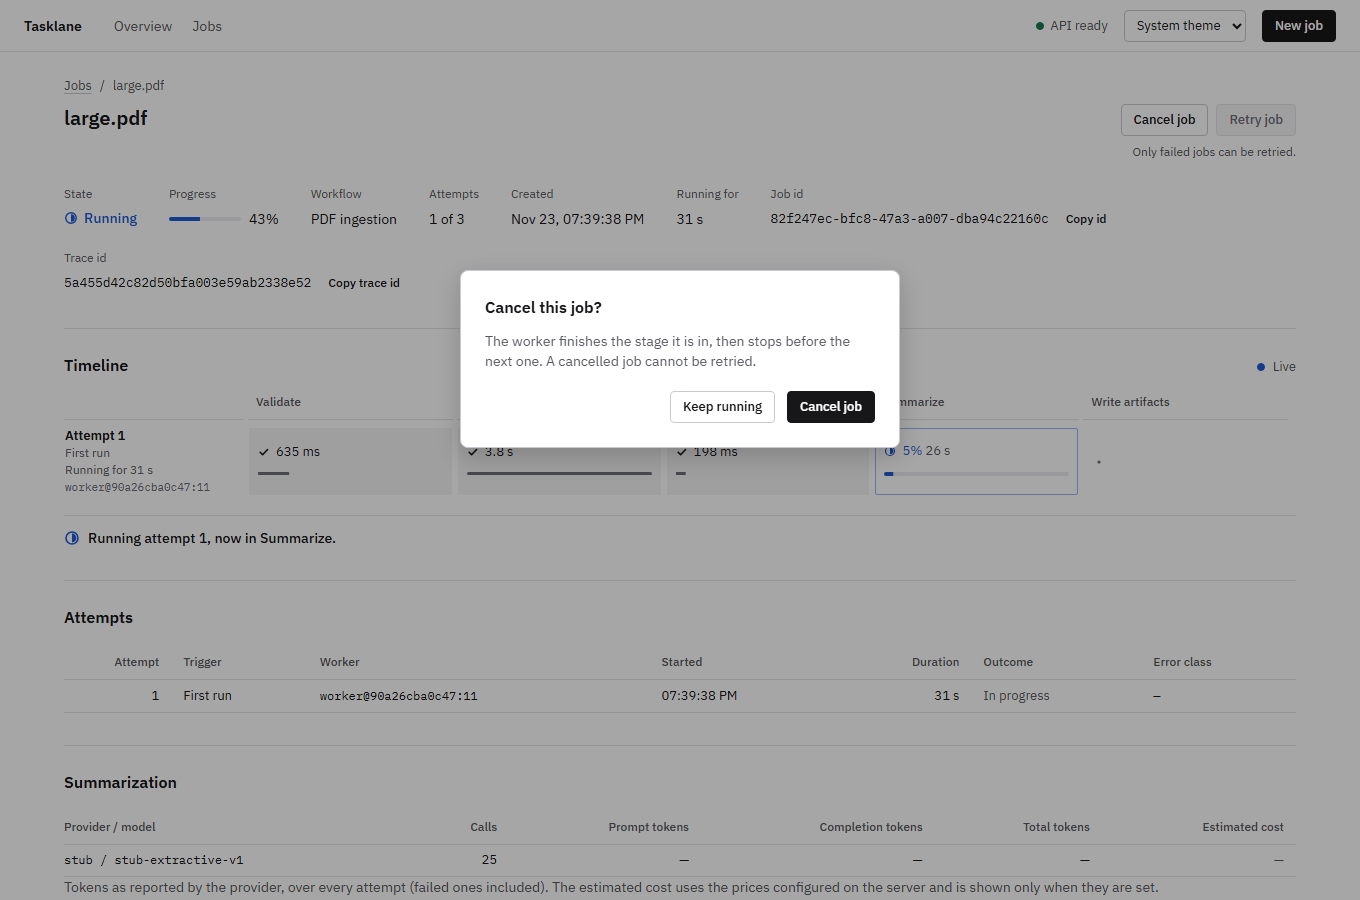 Tasklane Overview Jobs API ready System theme New job
Jobs / large.pdf
large.pdf
Cancel job Retry job
Only failed jobs can be retried.
State Progress Workflow Attempts Created Running for Job id
Running 43% PDF ingestion 1 of 3 Nov 23, 07:39:38 PM 31 s 82f247ec-bfc8-47a3-a007-dba94c22160c Copy id
Trace id
5a455d42c82d50bfa003e59ab2338e52 Copy trace id
Cancel this job?
The worker finishes the stage it is in, then stops before the
next one. A cancelled job cannot be retried.
Keep running Cancel job
Timeline Live
Validate mmarize Write artifacts
Attempt 1
First run
Running for 31 s
worker@90a26cba0c47:11
635 ms 3.8 s 198 ms 5% 26 s
Running attempt 1, now in Summarize.
Attempts
Attempt Trigger Worker Started Duration Outcome Error class
1 First run worker@90a26cba0c47:11 07:39:38 PM 31 s In progress –
Summarization
Provider / model Calls Prompt tokens Completion tokens Total tokens Estimated cost
stub / stub-extractive-v1 25 — — — —
Tokens as reported by the provider, over every attempt (failed ones included). The estimated cost uses the prices configured on the server and is shown only when they are set.